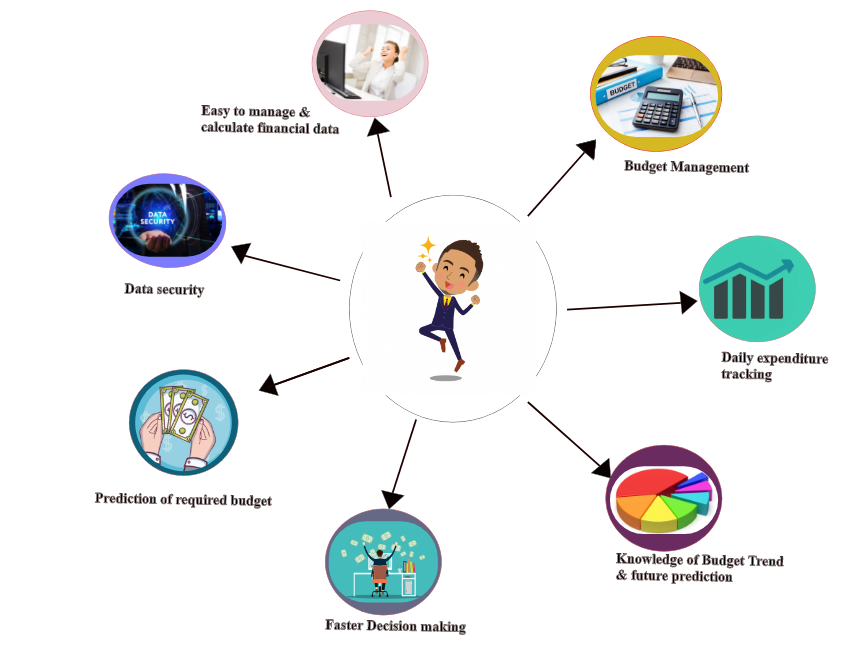 Easy to manage &
calculate financial data
BUDGET
Budget Management
DATA
SECURITY
Data security
Daily expenditure
tracking
Prediction of required budget
Knowledge of Budget Trend
& future prediction
Faster Decision making